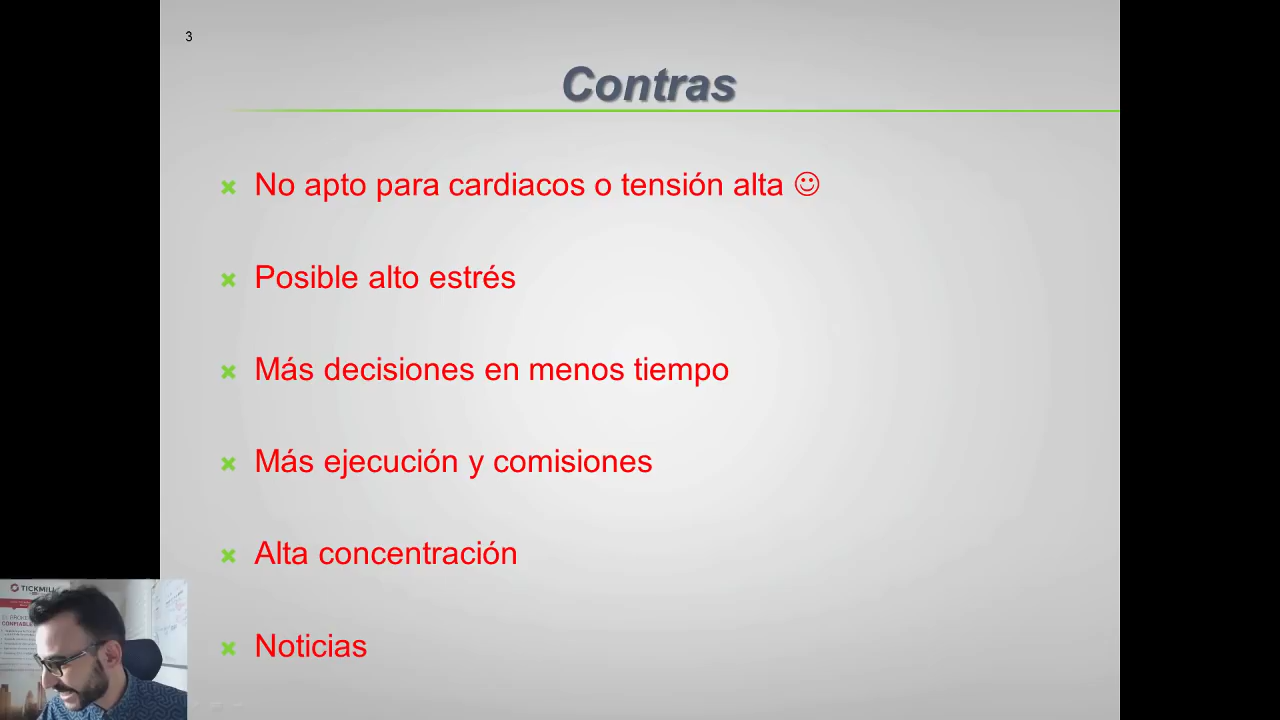 3
Contras
No apto para cardiacos o tensión alta ☺
Posible alto estrés
Más decisiones en menos tiempo
Más ejecución y comisiones
Alta concentración
Noticias
TICKMILL
CONFIABLE